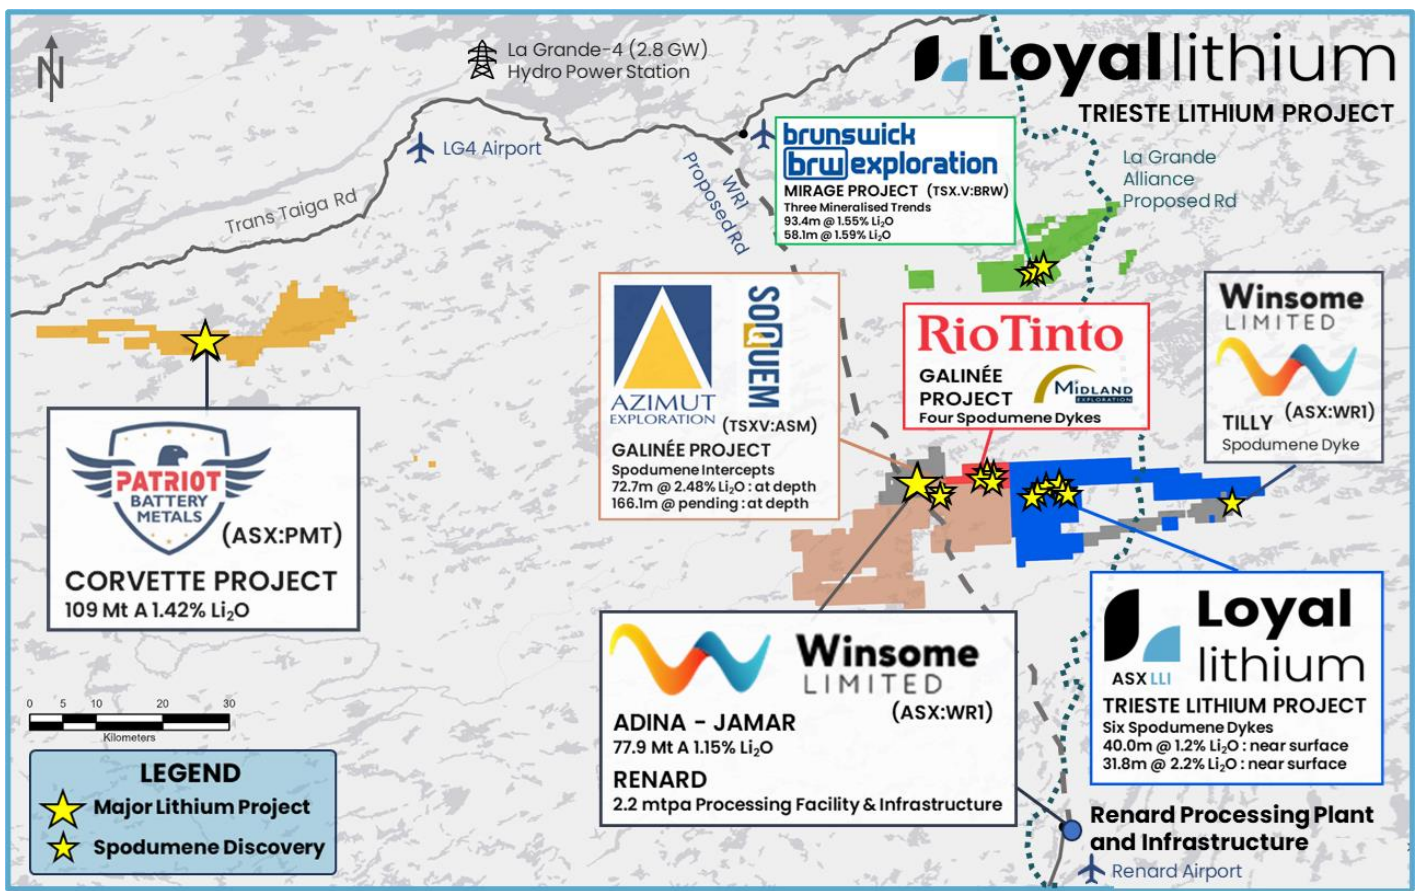 N
La Grande-4 (2.8 GW)
Hydro Power Station
Loyal lithium
TRIESTE LITHIUM PROJECT
LG4 Airport
Trans Taiga Rd
WR1
Proposed Rd
brunswick
brw exploration
MIRAGE PROJECT (TSX.V:BRW)
Three Mineralised Trends
93.4m @ 1.55% Li₂O
58.1m @ 1.59% Li₂O
La Grande
Alliance
Proposed Rd
AZIMUT
EXPLORATION
SOQUEM
(TSXV:ASM)
GALINÉE PROJECT
Spodumene Intercepts
72.7m @ 2.48% Li₂O : at depth
166.1m @ pending : at depth
RioTinto
GALINÉE
PROJECT
MIDLAND
EXPLORATION
Four Spodumene Dykes
Winsome
LIMITED
TILLY (ASX:WR1)
Spodumene Dyke
PATRIOT
BATTERY
METALS
(ASX:PMT)
CORVETTE PROJECT
109 Mt A 1.42% Li₂O
Winsome
LIMITED
(ASX:WR1)
ADINA - JAMAR
77.9 Mt A 1.15% Li₂O
RENARD
2.2 mtpa Processing Facility & Infrastructure
Loyal
lithium
ASX LLI
TRIESTE LITHIUM PROJECT
Six Spodumene Dykes
40.0m @ 1.2% Li₂O : near surface
31.8m @ 2.2% Li₂O : near surface
0 5 10 20 30
Kilometers
LEGEND
Major Lithium Project
Spodumene Discovery
Renard Processing Plant
and Infrastructure
Renard Airport